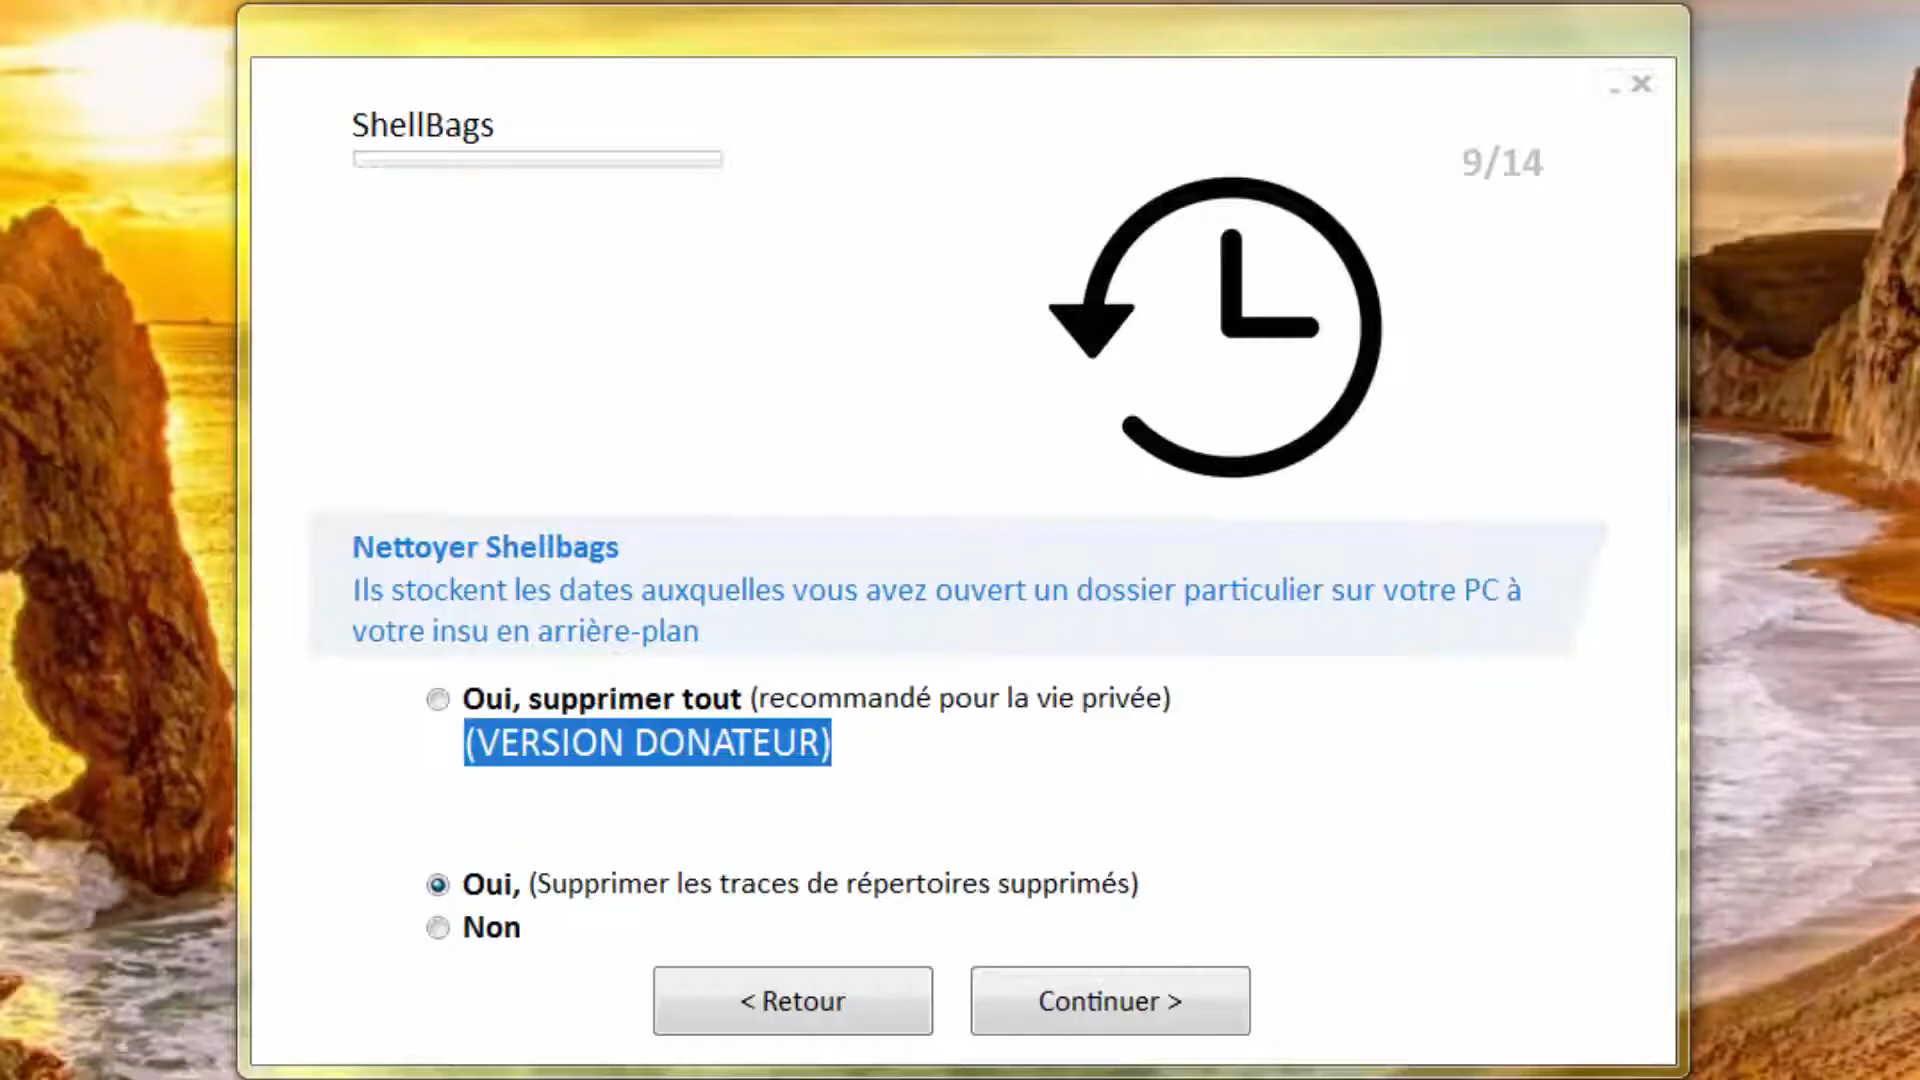 ShellBags
9/14
Nettoyer Shellbags
Ils stockent les dates auxquelles vous avez ouvert un dossier particulier sur votre PC à
votre insu en arrière-plan
Oui, supprimer tout (recommandé pour la vie privée)
(VERSION DONATEUR)
Oui, (Supprimer les traces de répertoires supprimés)
Non
< Retour
Continuer >